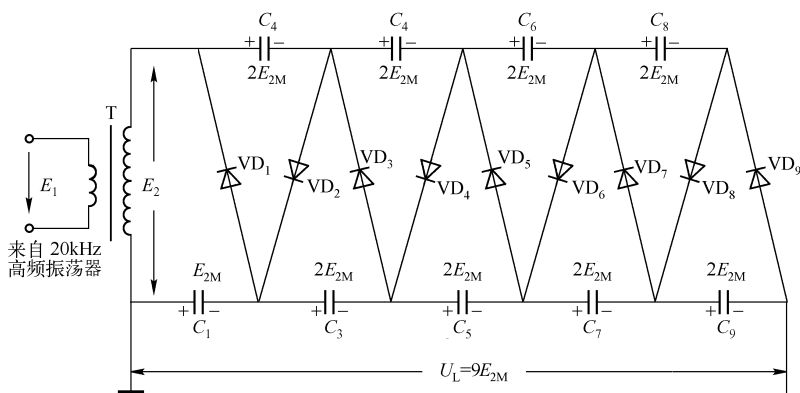 C4 C4 C6 C8
+ − + − + − + −
2E2M 2E2M 2E2M 2E2M
T
E1 E2
VD1 VD2 VD3 VD4 VD5 VD6 VD7 VD8 VD9
来自 20kHz
高频振荡器
E2M 2E2M 2E2M 2E2M 2E2M
+ − + − + − + − + −
C1 C3 C5 C7 C9
UL=9E2M